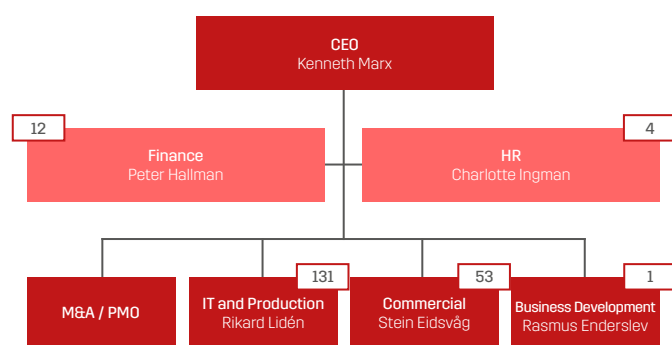 CEO
Kenneth Marx
12
Finance
Peter Hallman
4
HR
Charlotte Ingman
M&A / PMO
131
IT and Production
Rikard Lidén
53
Commercial
Stein Eidsvåg
1
Business Development
Rasmus Enderslev